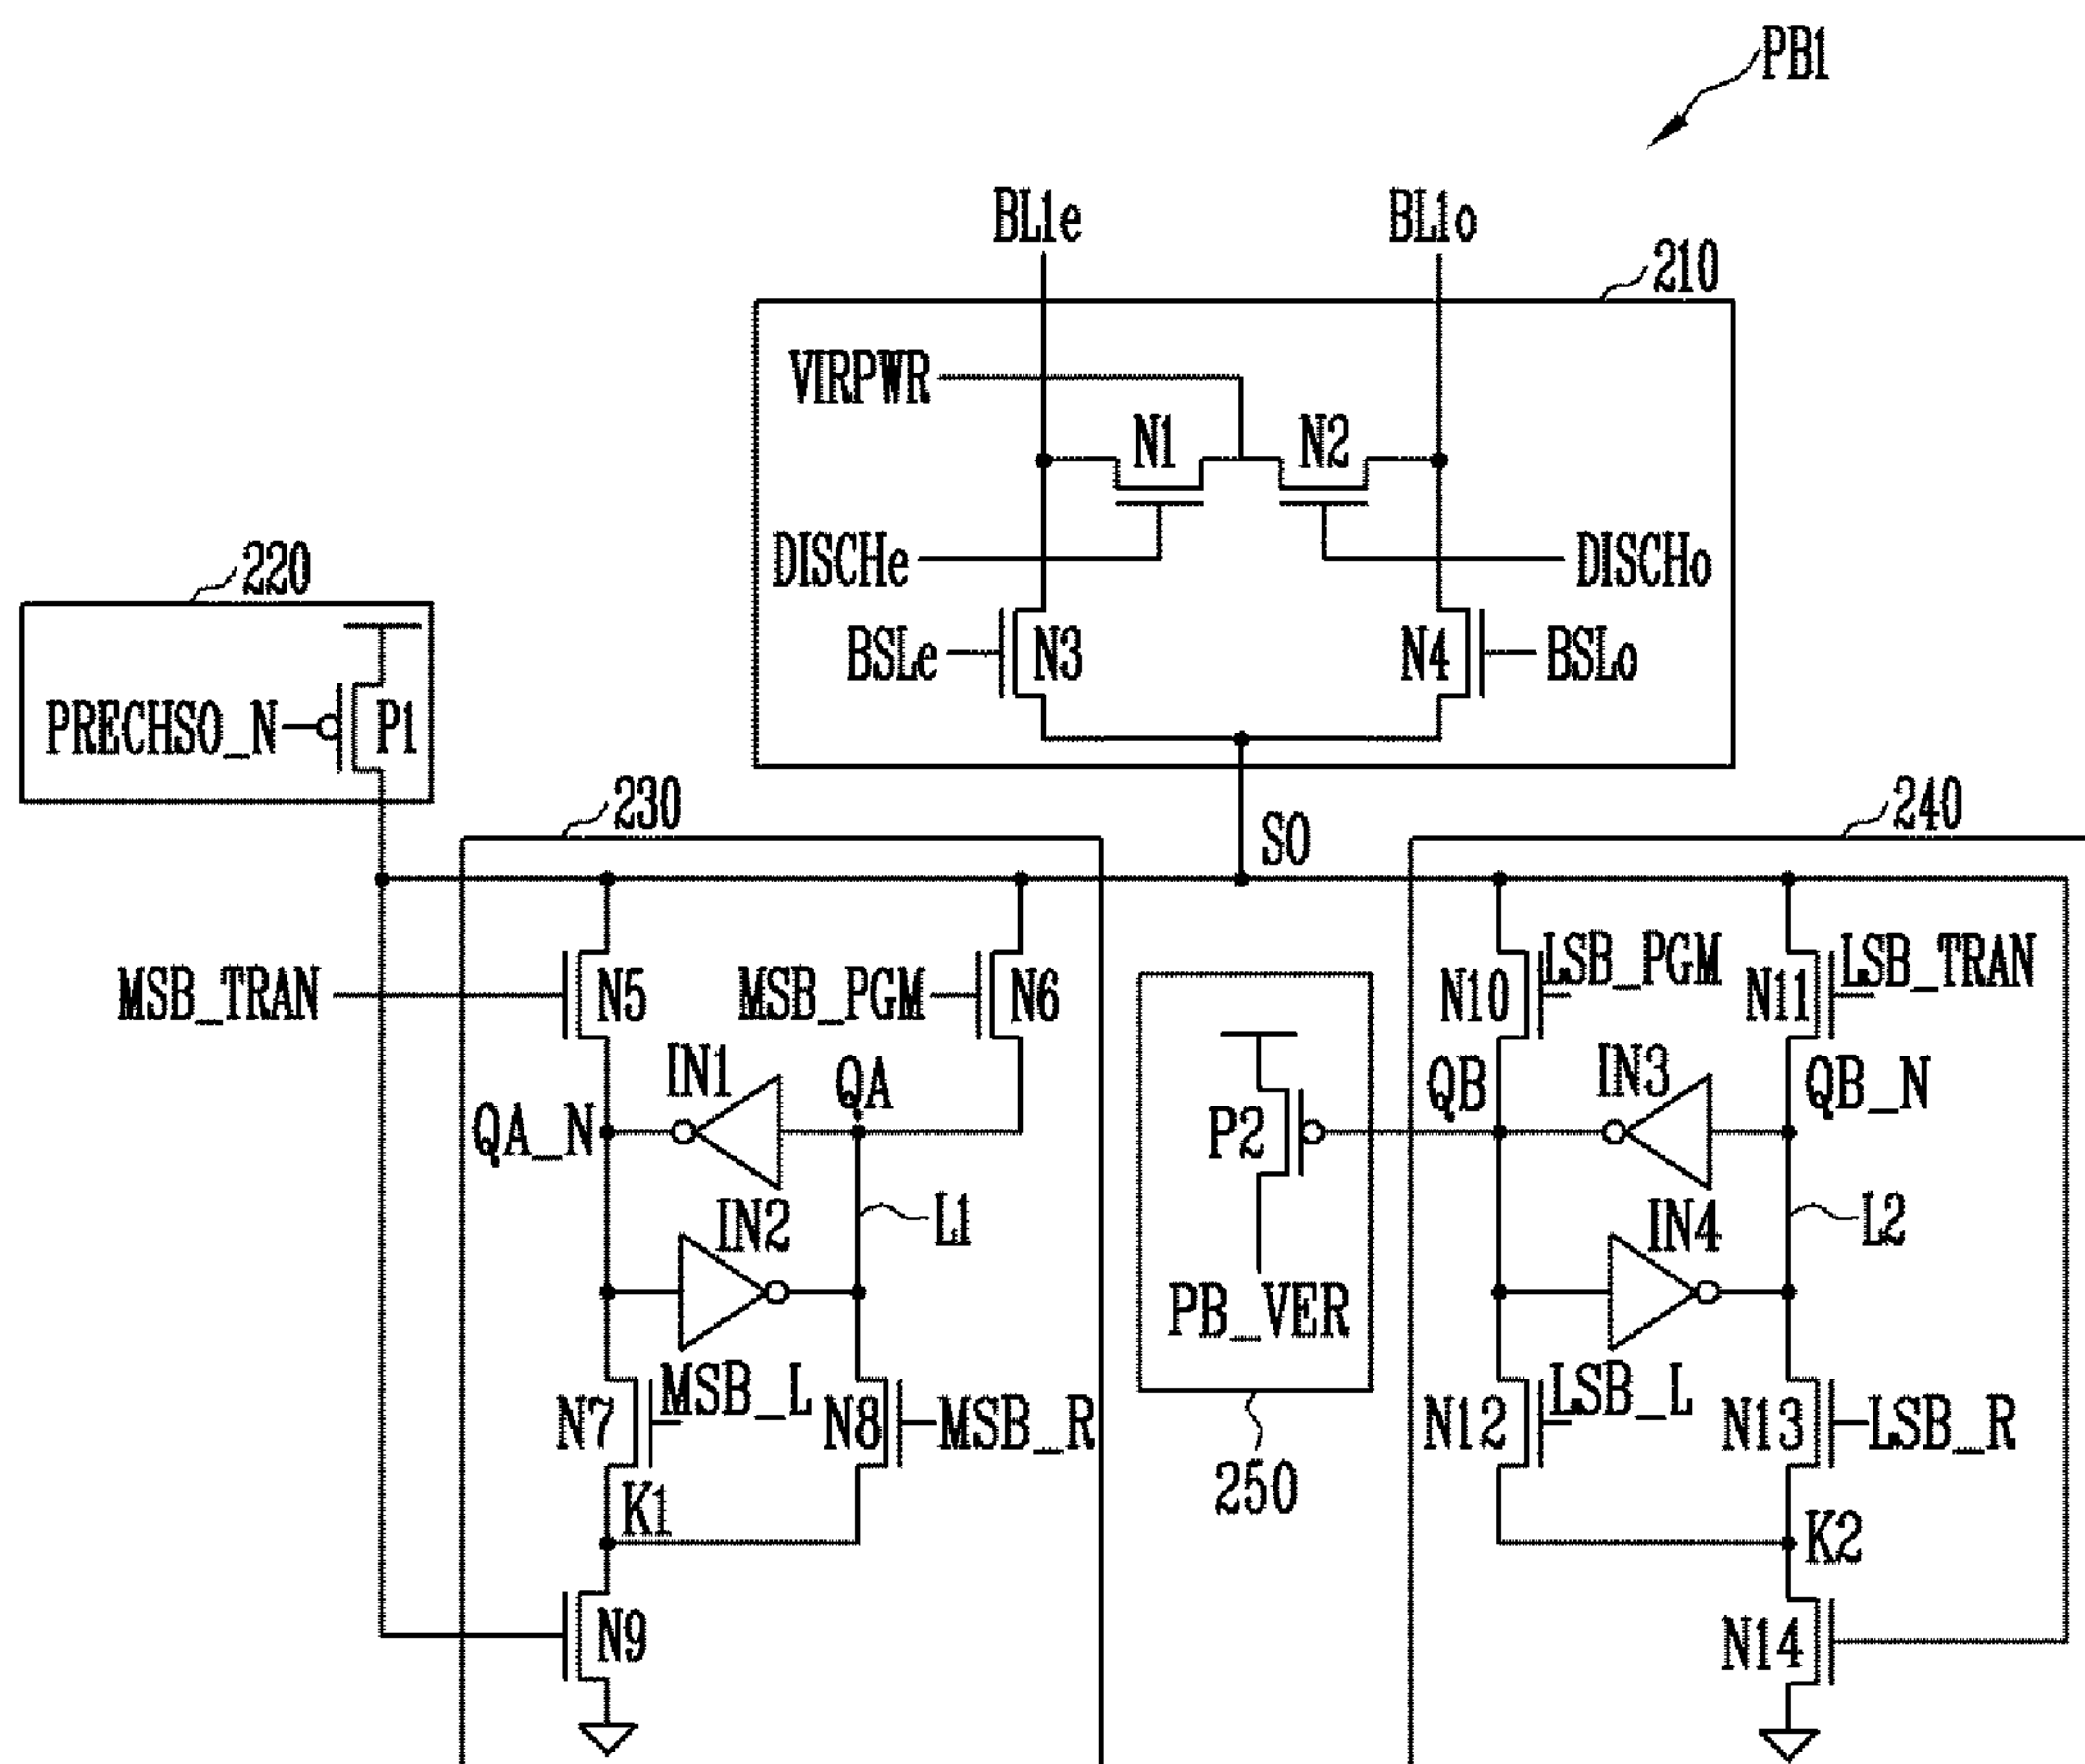 PB1
BL1e BL1o
210
VIRPWR
N1 N2
DISCHe DISCHo
BSLe N3 N4 BSLo
220
PRECHSO_N P1
230
SO
240
MSB_TRAN N5 MSB_PGM N6
N10 LSB_PGM N11 LSB_TRAN
IN1 QA
QA_N
IN2 L1
P2
PB_VER
250
QB IN3 QB_N
IN4 L2
N7 MSB_L N8 MSB_R
K1
N9
N12 LSB_L N13 LSB_R
K2
N14